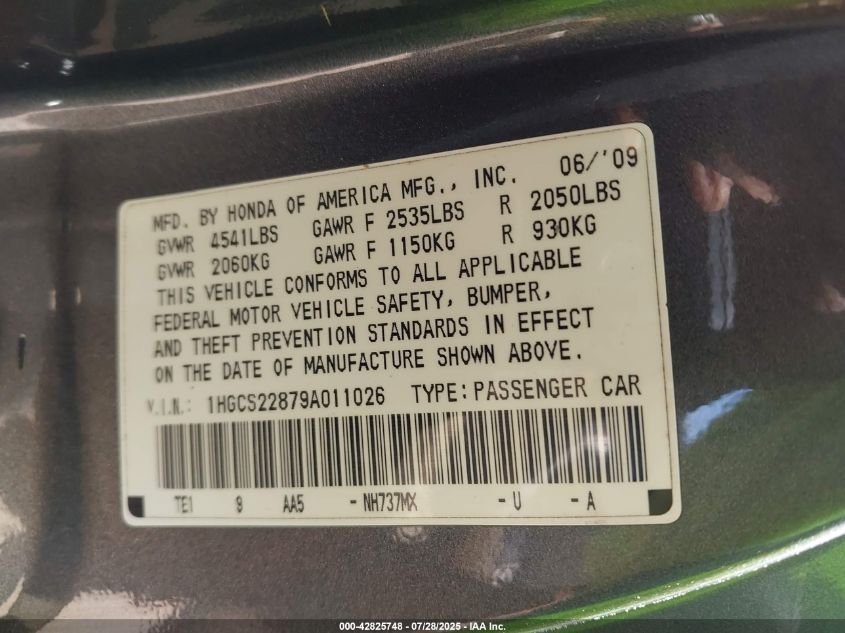 MFD. BY HONDA OF AMERICA MFG., INC. 06/'09
GVWR 4541LBS GAWR F 2535LBS R 2050LBS
GVWR 2060KG GAWR F 1150KG R 930KG
THIS VEHICLE CONFORMS TO ALL APPLICABLE
FEDERAL MOTOR VEHICLE SAFETY, BUMPER,
AND THEFT PREVENTION STANDARDS IN EFFECT
ON THE DATE OF MANUFACTURE SHOWN ABOVE.
V.I.N.: 1HGCS22879A011026 TYPE: PASSENGER CAR
TE1 9 AA5 - NH737MX - U - A
000-42825748 - 07/28/2025 - IAA Inc.